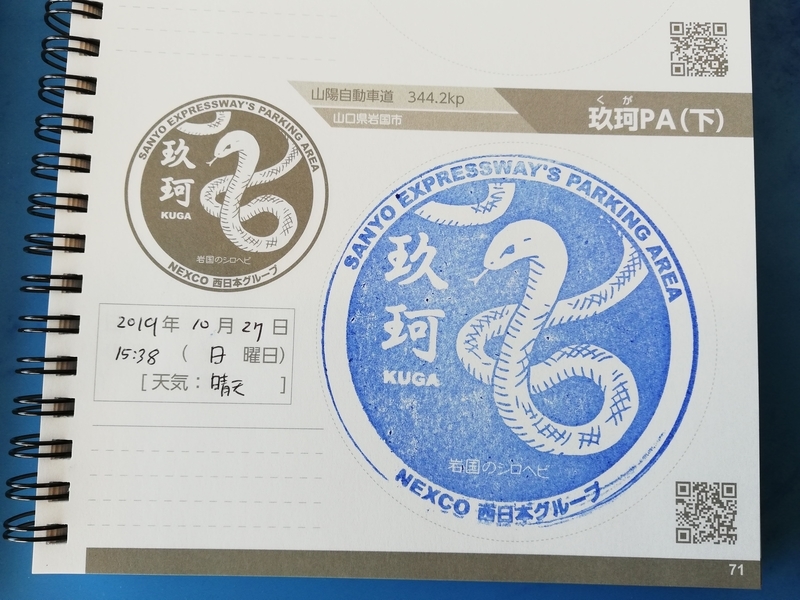 山陽自動車道 344.2kp
山口県岩国市
くが
玖珂PA(下)
SANYO EXPRESSWAY'S PARKING AREA
玖珂
KUGA
岩国のシロヘビ
NEXCO 西日本グループ
2019年 10月27日
15:38 (日 曜日)
[天気：晴天 ]
SANYO EXPRESSWAY'S PARKING AREA
玖珂
KUGA
岩国のシロヘビ
NEXCO 西日本グループ
71